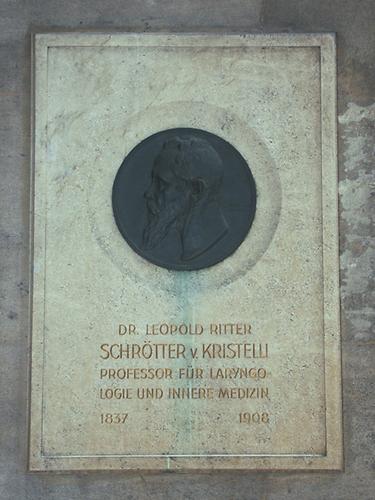 DR. LEOPOLD RITTER
SCHRÖTTER v. KRISTELLI
PROFESSOR FÜR LARYNGO-
LOGIE UND INNERE MEDIZIN
1837 1908